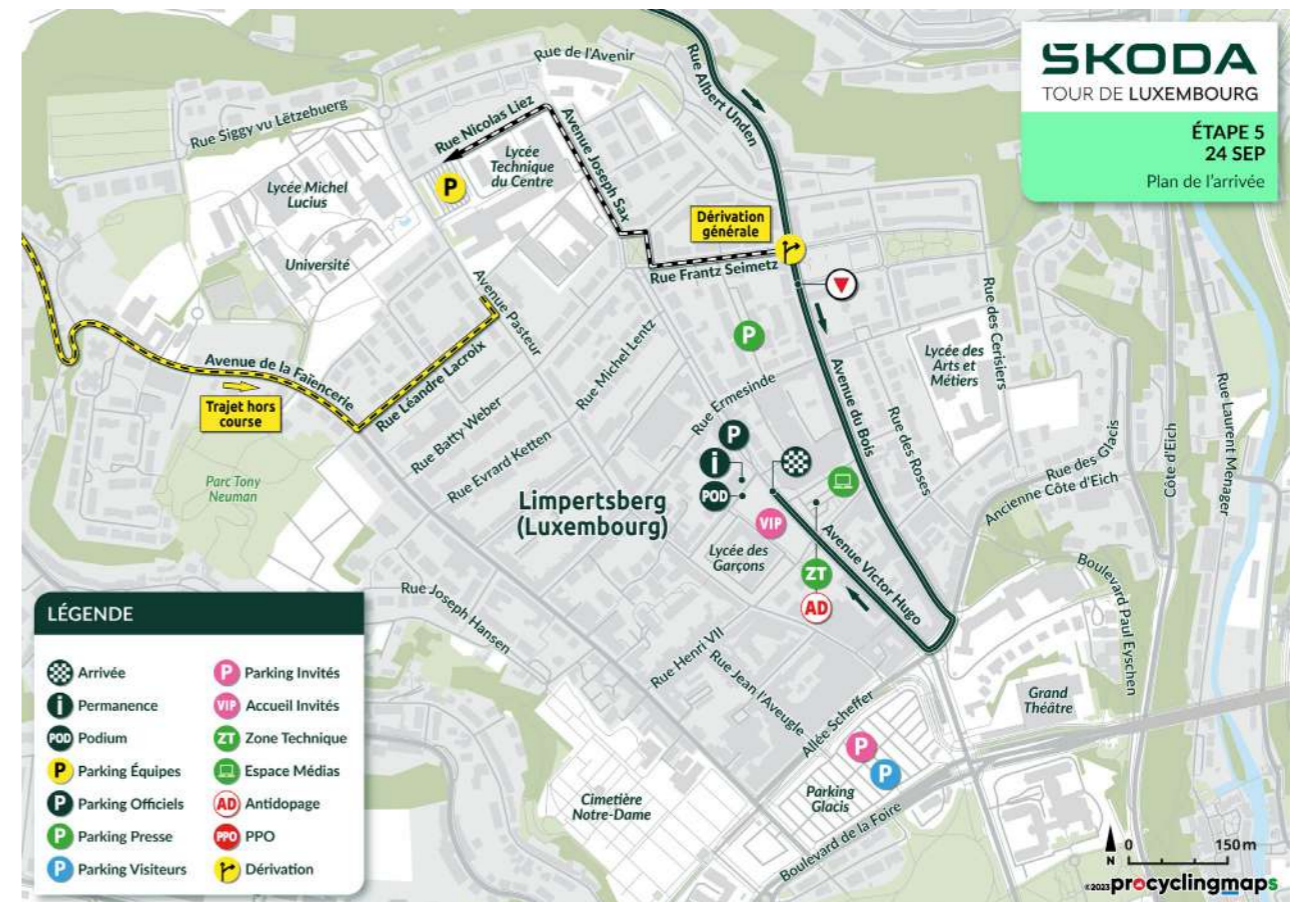 ŠKODA
TOUR DE LUXEMBOURG
ÉTAPE 5
24 SEP
Plan de l'arrivée
Rue de l'Avenir
Rue Albert Unden
Rue Siggy vu Lëtzebuerg
Rue Nicolas Liez
Avenue Joseph Sax
Lycée
Technique
du Centre
P
Lycée Michel
Lucius
Université
Dérivation
générale
Rue Frantz Seimetz
Avenue Pasteur
Rue Michel Lentz
P
Rue des Cerisiers
Lycée des
Arts et
Métiers
Avenue de la Faïencerie
Trajet hors
course
Rue Léandre Lacroix
Rue Batty Weber
Rue Evrard Ketten
Rue Ermesinde
Avenue du Bois
Rue des Roses
Rue Laurent Menager
Côte d'Eich
Rue des Glacis
Ancienne Côte d'Eich
Parc Tony
Neuman
Limpertsberg
(Luxembourg)
P
i
POD
VIP
Lycée des
Garçons
ZT
AD
Avenue Victor Hugo
Boulevard Paul Eyschen
Rue Joseph Hansen
Rue Henri VII
Rue Jean l'Aveugle
Allée Scheffer
Grand
Théâtre
P
P
Parking
Glacis
Boulevard de la Foire
Cimetière
Notre-Dame
LÉGENDE
Arrivée
i Permanence
POD Podium
P Parking Équipes
P Parking Officiels
P Parking Presse
P Parking Visiteurs
P Parking Invités
VIP Accueil Invités
ZT Zone Technique
Espace Médias
AD Antidopage
PPO PPO
Dérivation
N
0 150 m
©2023 procyclingmaps